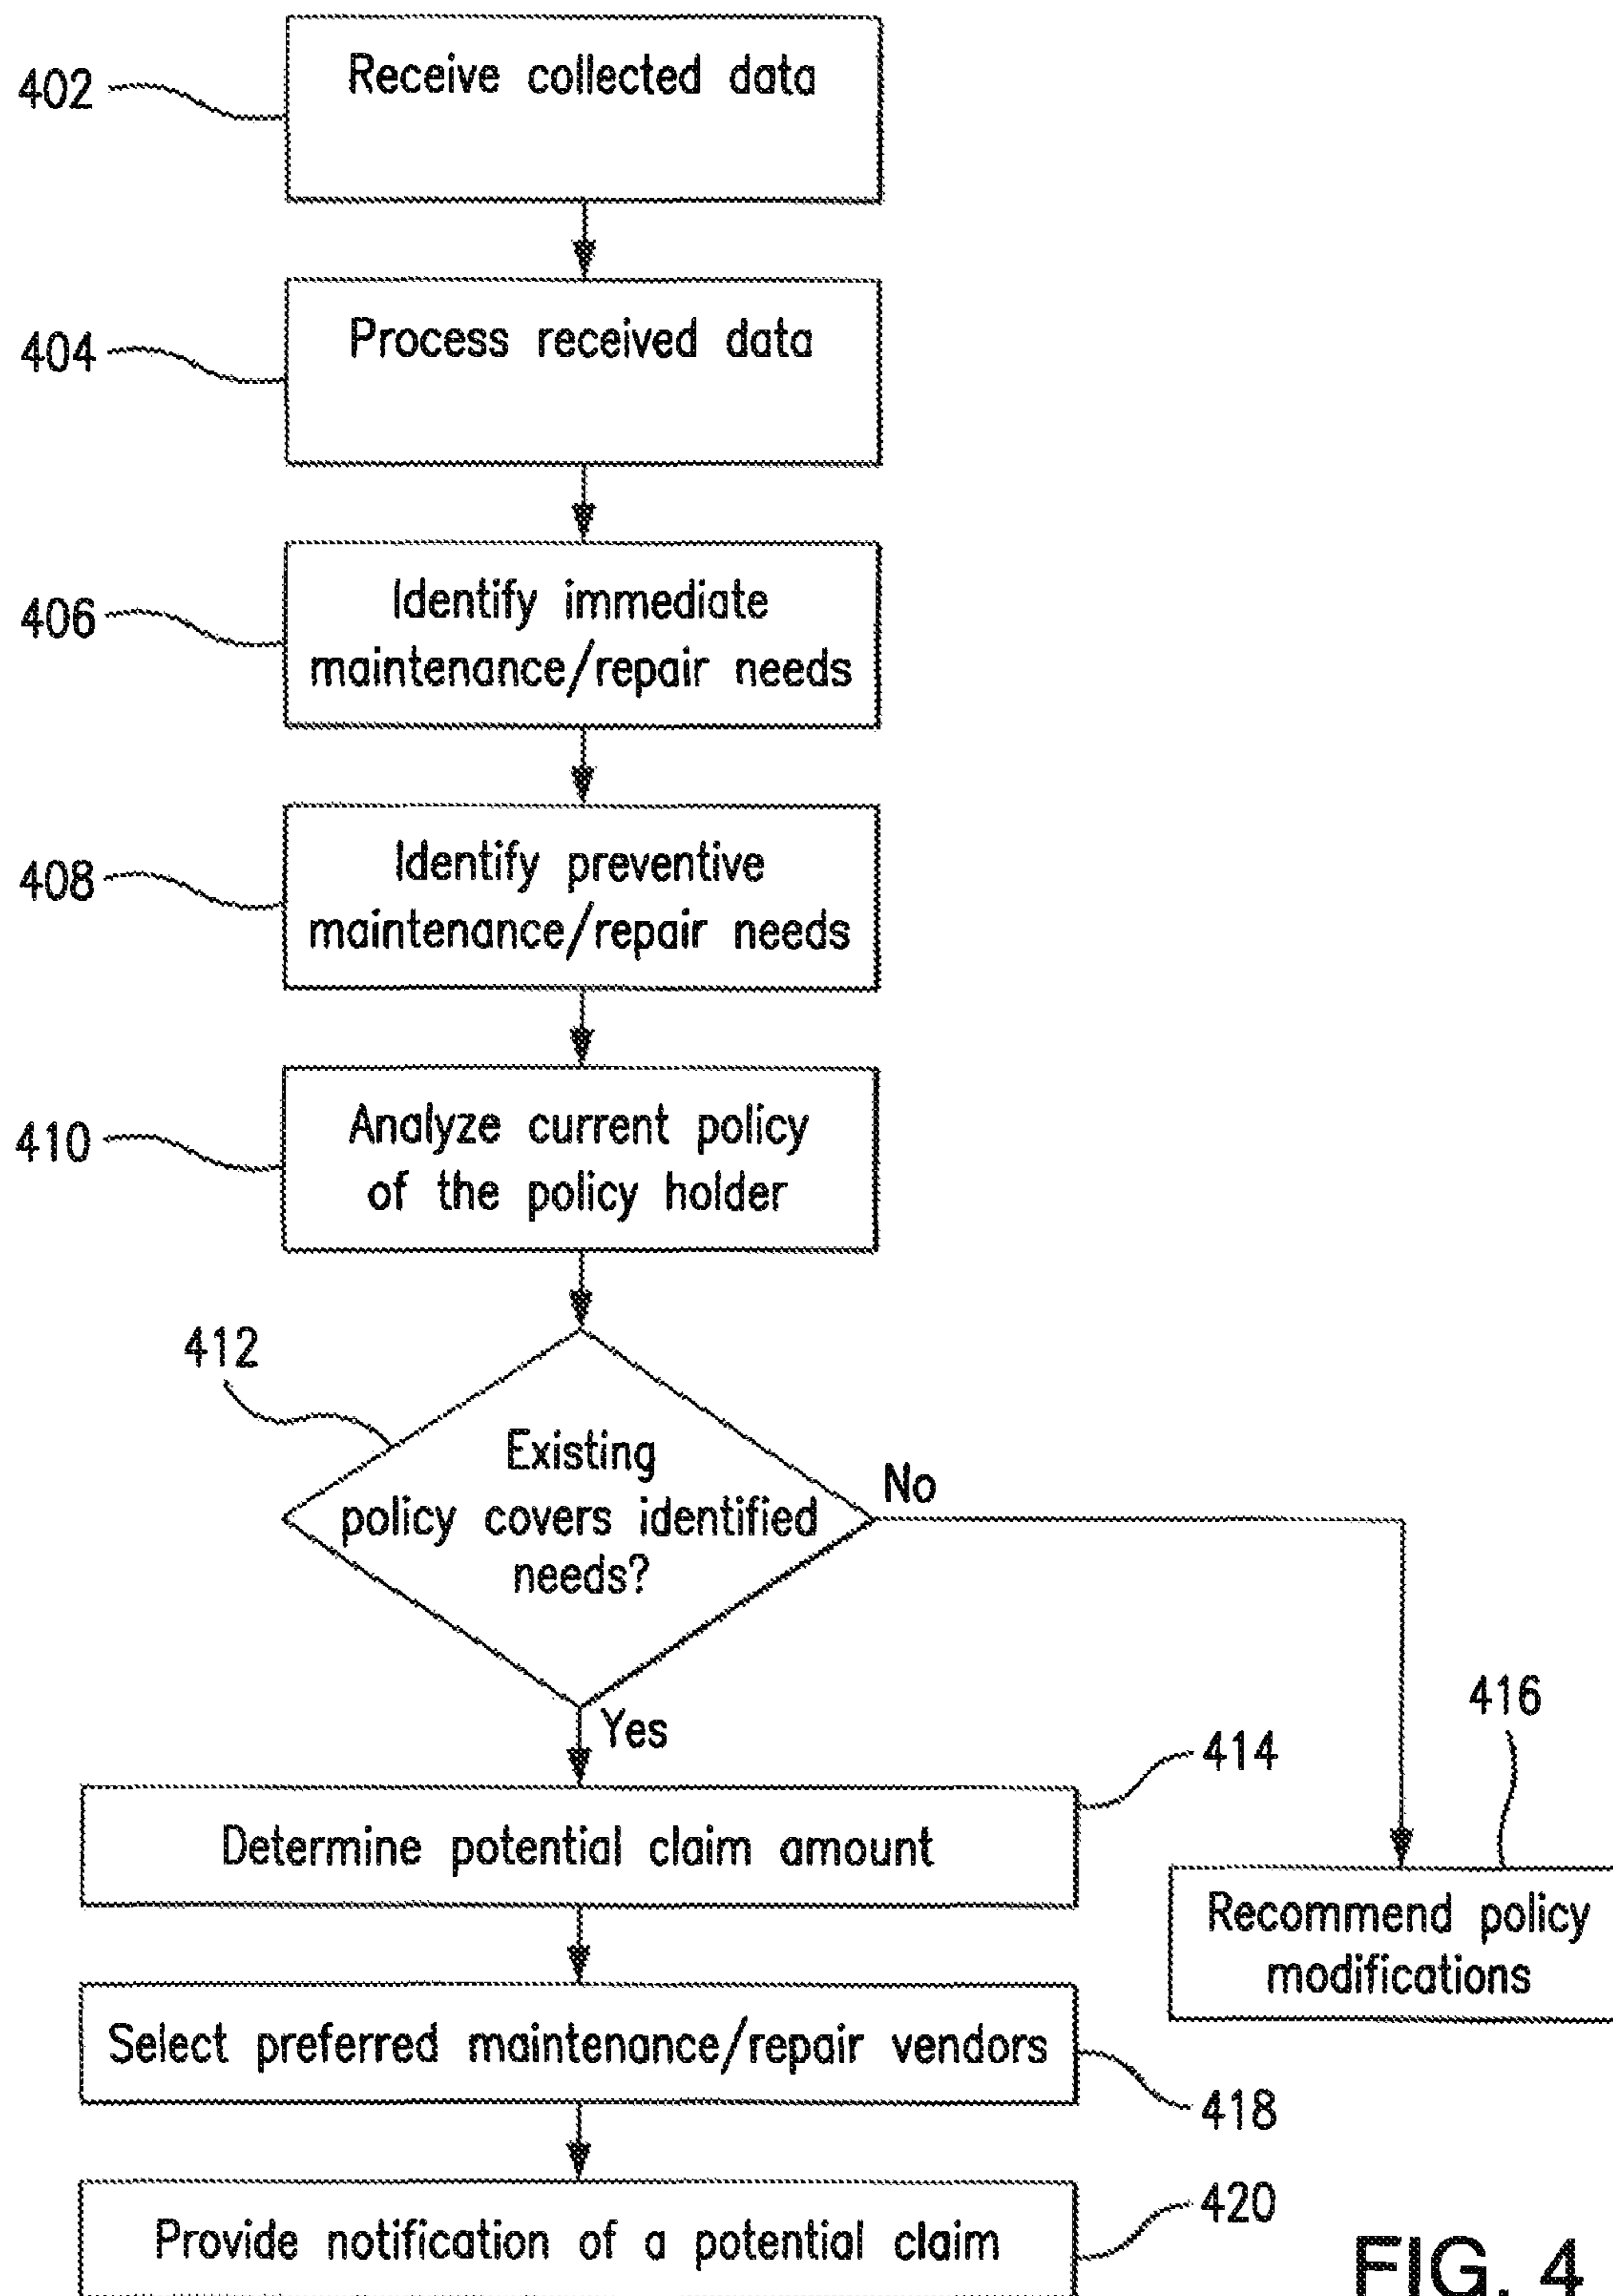 402
Receive collected data
404
Process received data
406
Identify immediate
maintenance/repair needs
408
Identify preventive
maintenance/repair needs
410
Analyze current policy
of the policy holder
412
Existing
policy covers identified
needs?
No
Yes
414
Determine potential claim amount
416
Recommend policy
modifications
Select preferred maintenance/repair vendors
418
Provide notification of a potential claim
420
FIG. 4